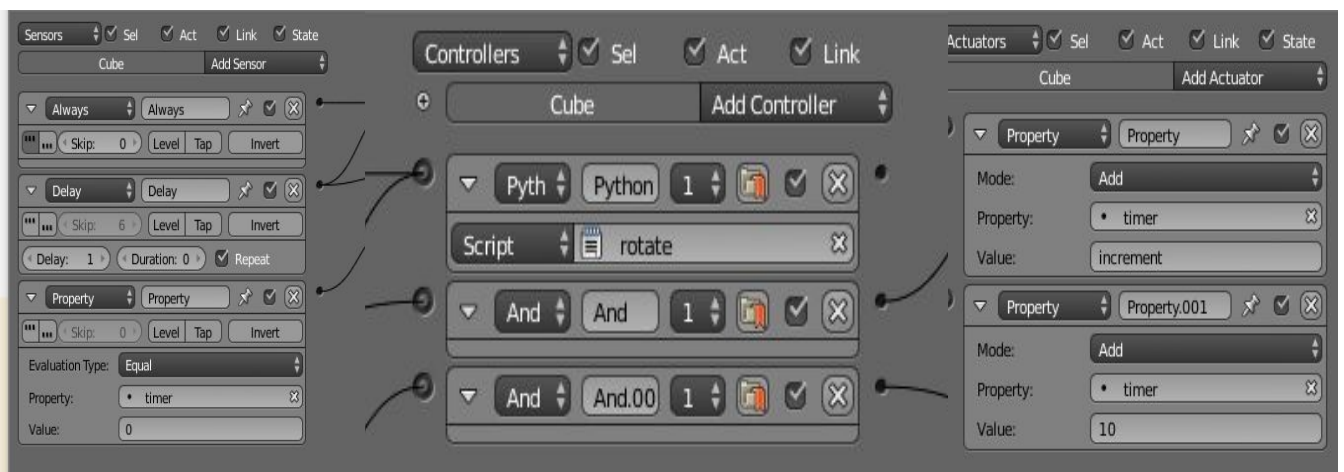 Sensors Sel Act Link State
Cube Add Sensor
Always Always
Skip: 0 Level Tap Invert
Delay Delay
Skip: 6 Level Tap Invert
Delay: 1 Duration: 0 Repeat
Property Property
Skip: 0 Level Tap Invert
Evaluation Type: Equal
Property: timer
Value: 0
Controllers Sel Act Link
Cube Add Controller
Pyth Python 1
Script rotate
And And 1
And And.00 1
Actuators Sel Act Link State
Cube Add Actuator
Property Property
Mode: Add
Property: timer
Value: increment
Property Property.001
Mode: Add
Property: timer
Value: 10